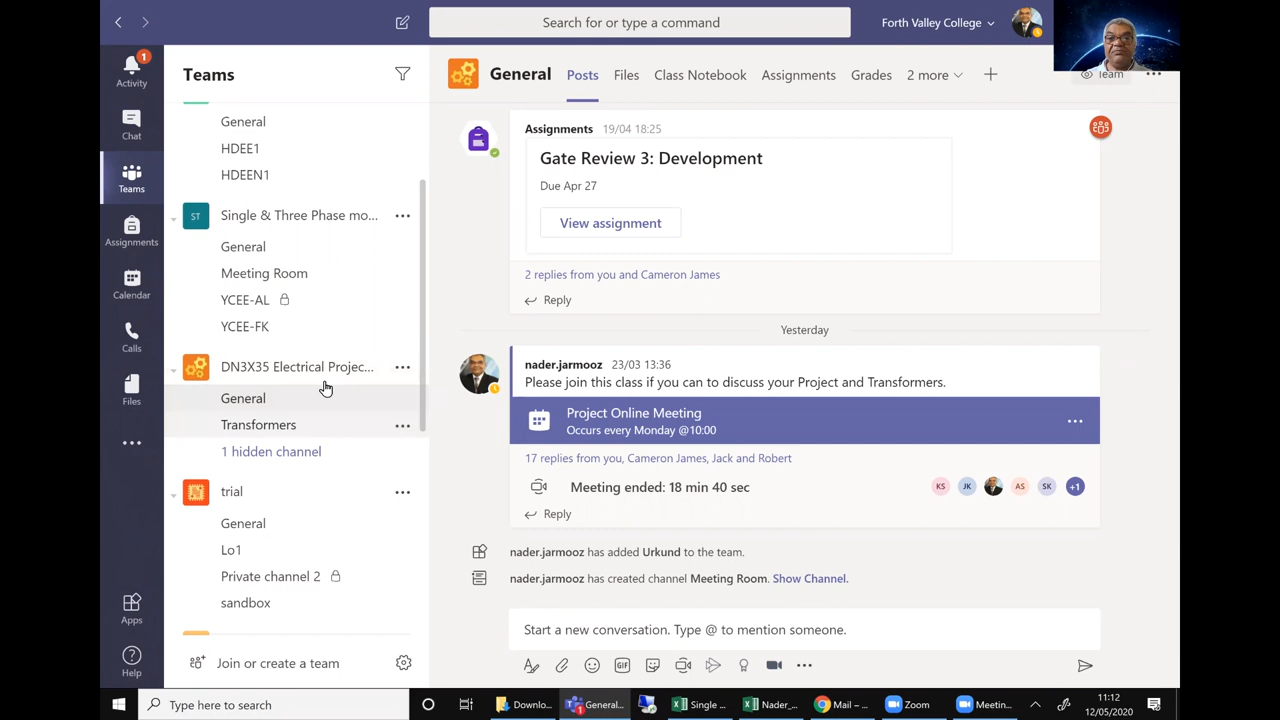 Search for or type a command
Forth Valley College
1
Activity
Chat
Teams
Assignments
Calendar
Calls
Files
Apps
Help
Teams
General
HDEE1
HDEEN1
ST
Single & Three Phase mo...
General
Meeting Room
YCEE-AL
YCEE-FK
DN3X35 Electrical Projec...
General
Transformers
1 hidden channel
trial
General
Lo1
Private channel 2
sandbox
Join or create a team
General
Posts
Files
Class Notebook
Assignments
Grades
2 more
Team
Assignments 19/04 18:25
Gate Review 3: Development
Due Apr 27
View assignment
2 replies from you and Cameron James
Reply
Yesterday
nader.jarmooz 23/03 13:36
Please join this class if you can to discuss your Project and Transformers.
Project Online Meeting
Occurs every Monday @10:00
17 replies from you, Cameron James, Jack and Robert
Meeting ended: 18 min 40 sec
KS JK AS SK +1
Reply
nader.jarmooz has added Urkund to the team.
nader.jarmooz has created channel Meeting Room. Show Channel.
Start a new conversation. Type @ to mention someone.
GIF
Type here to search
Downlo...
1
General...
Single ...
Nader_...
Mail – ...
Zoom
Meetin...
11:12
12/05/2020